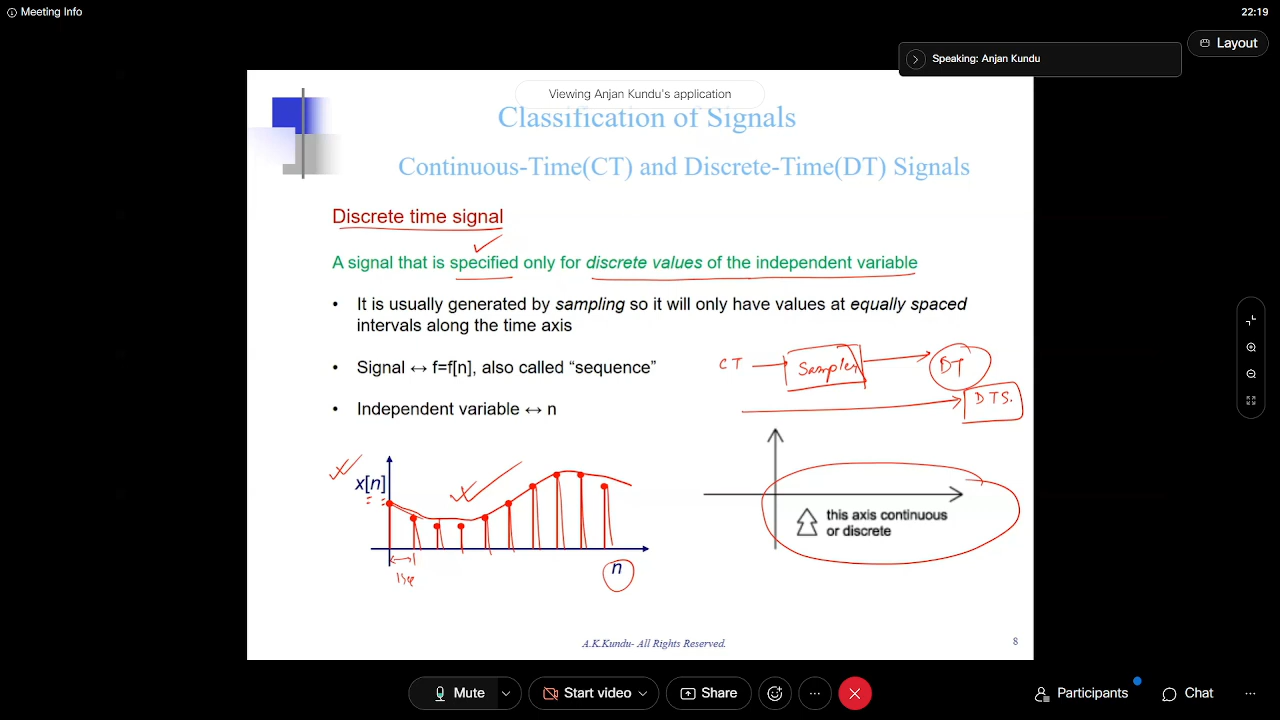 Meeting Info
22:19
Layout
Speaking: Anjan Kundu
Viewing Anjan Kundu's application
Classification of Signals
Continuous-Time(CT) and Discrete-Time(DT) Signals
Discrete time signal
A signal that is specified only for discrete values of the independent variable
• It is usually generated by sampling so it will only have values at equally spaced
intervals along the time axis
• Signal ↔ f=f[n], also called “sequence”
• Independent variable ↔ n
CT
Sampler
DT
DTS.
x[n]
n
this axis continuous
or discrete
A.K.Kundu- All Rights Reserved.
8
Mute
Start video
Share
Participants
Chat